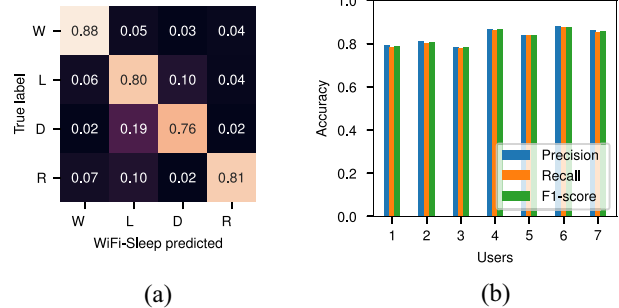 W 0.88 0.05 0.03 0.04
L 0.06 0.80 0.10 0.04
D 0.02 0.19 0.76 0.02
R 0.07 0.10 0.02 0.81
W L D R
True label
WiFi-Sleep predicted
(a)
1.0
0.8
0.6
0.4
0.2
0.0
Accuracy
Precision
Recall
F1-score
1 2 3 4 5 6 7
Users
(b)